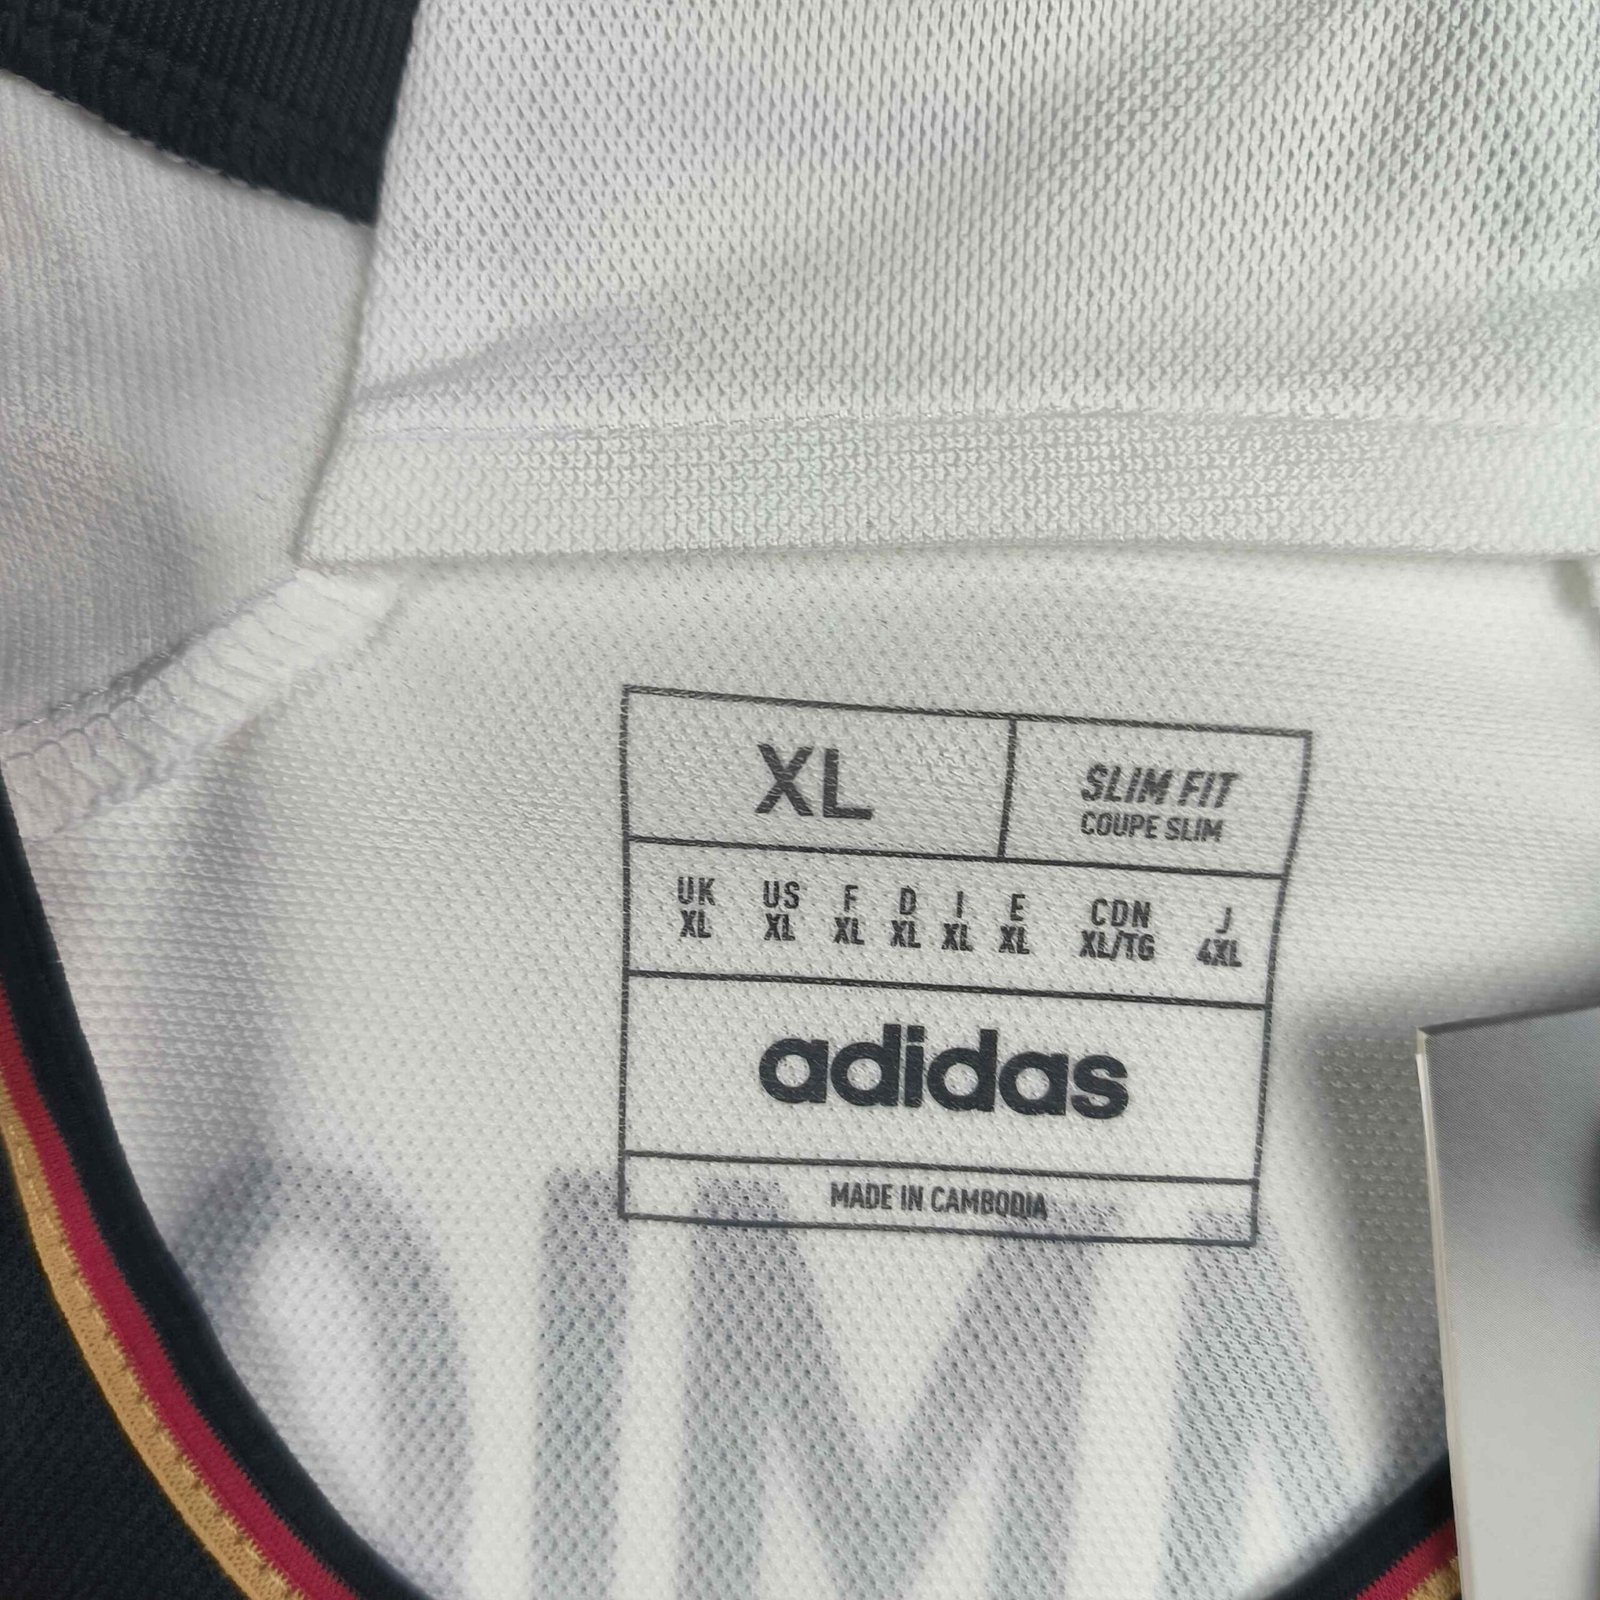 XL
SLIM FIT
COUPE SLIM
UK US F D I E CDN J
XL XL XL XL XL XL XL/TG 4XL
adidas
MADE IN CAMBODIA